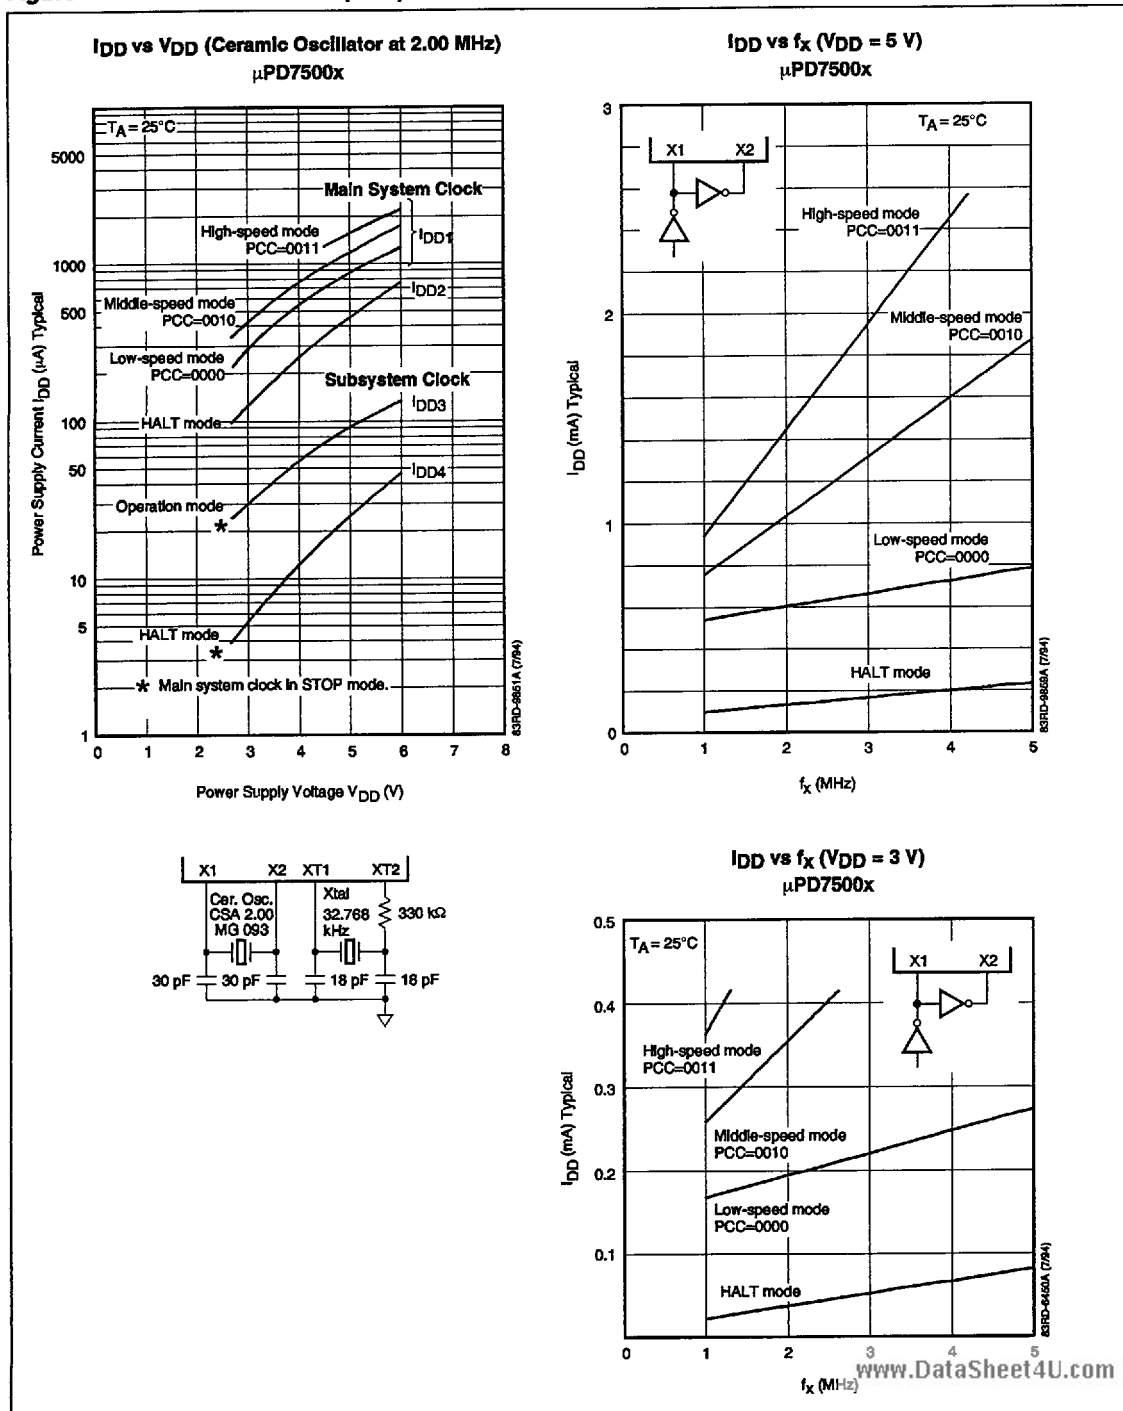 IDD vs VDD (Ceramic Oscillator at 2.00 MHz)
μPD7500x
TA = 25°C
5000
1000
500
100
50
10
5
1
0 1 2 3 4 5 6 7 8
Power Supply Current IDD (μA) Typical
Power Supply Voltage VDD (V)
Main System Clock
High-speed mode
PCC=0011
IDD1
IDD2
Middle-speed mode
PCC=0010
Low-speed mode
PCC=0000
Subsystem Clock
HALT mode
IDD3
IDD4
Operation mode
*
HALT mode
*
* Main system clock in STOP mode.
83RD-9851A (7/94)
X1 X2 XT1 XT2
Cer. Osc.
CSA 2.00
MG 093
Xtal
32.768
kHz
330 kΩ
30 pF 30 pF 18 pF 18 pF
IDD vs fX (VDD = 5 V)
μPD7500x
TA = 25°C
3
2
1
0
0 1 2 3 4 5
IDD (mA) Typical
fX (MHz)
X1 X2
High-speed mode
PCC=0011
Middle-speed mode
PCC=0010
Low-speed mode
PCC=0000
HALT mode
83RD-9859A (7/94)
IDD vs fX (VDD = 3 V)
μPD7500x
TA = 25°C
0.5
0.4
0.3
0.2
0.1
0 1 2 3 4 5
IDD (mA) Typical
fX (MHz)
X1 X2
High-speed mode
PCC=0011
Middle-speed mode
PCC=0010
Low-speed mode
PCC=0000
HALT mode
83RD-6450A (7/94)
www.DataSheet4U.com